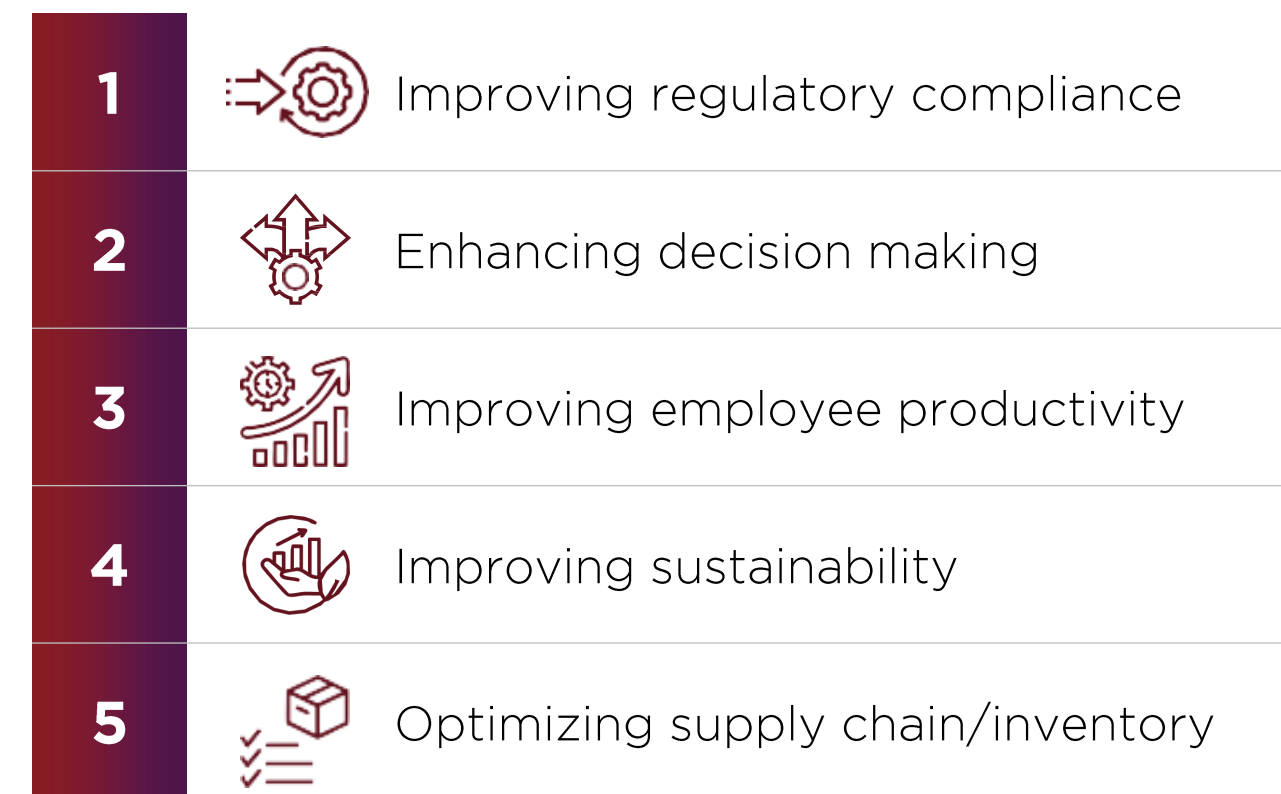 1 Improving regulatory compliance
2 Enhancing decision making
3 Improving employee productivity
4 Improving sustainability
5 Optimizing supply chain/inventory